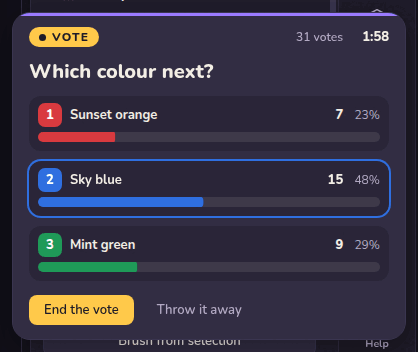 VOTE 31 votes 1:58
Which colour next?
1 Sunset orange 7 23%
2 Sky blue 15 48%
3 Mint green 9 29%
End the vote Throw it away
Brush from selection Help